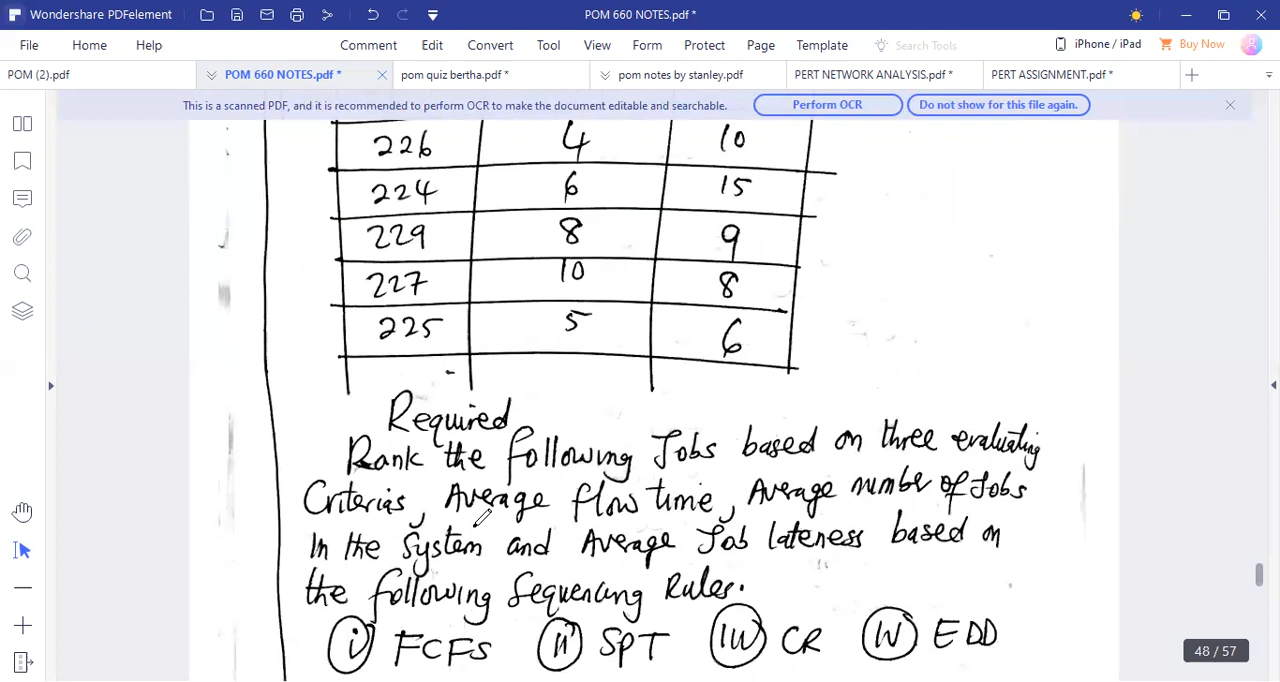 Wondershare PDFelement
POM 660 NOTES.pdf *
File Home Help Comment Edit Convert Tool View Form Protect Page Template Search Tools iPhone / iPad Buy Now
POM (2).pdf POM 660 NOTES.pdf * pom quiz bertha.pdf * pom notes by stanley.pdf PERT NETWORK ANALYSIS.pdf * PERT ASSIGNMENT.pdf *
This is a scanned PDF, and it is recommended to perform OCR to make the document editable and searchable. Perform OCR Do not show for this file again.
226 4 10
224 6 15
229 8 9
227 10 8
225 5 6
Required
Rank the following Jobs based on three evaluating
Criterias, Average flow time, Average number of Jobs
In the System and Average Job lateness based on
the following Sequencing Rules.
(i) FCFS (ii) SPT (iii) CR (iv) EDD
48 / 57